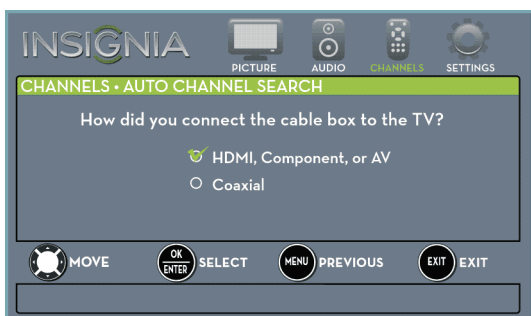 INSIGNIA
PICTURE AUDIO CHANNELS SETTINGS
CHANNELS • AUTO CHANNEL SEARCH
How did you connect the cable box to the TV?
HDMI, Component, or AV
Coaxial
MOVE OK ENTER SELECT MENU PREVIOUS EXIT EXIT